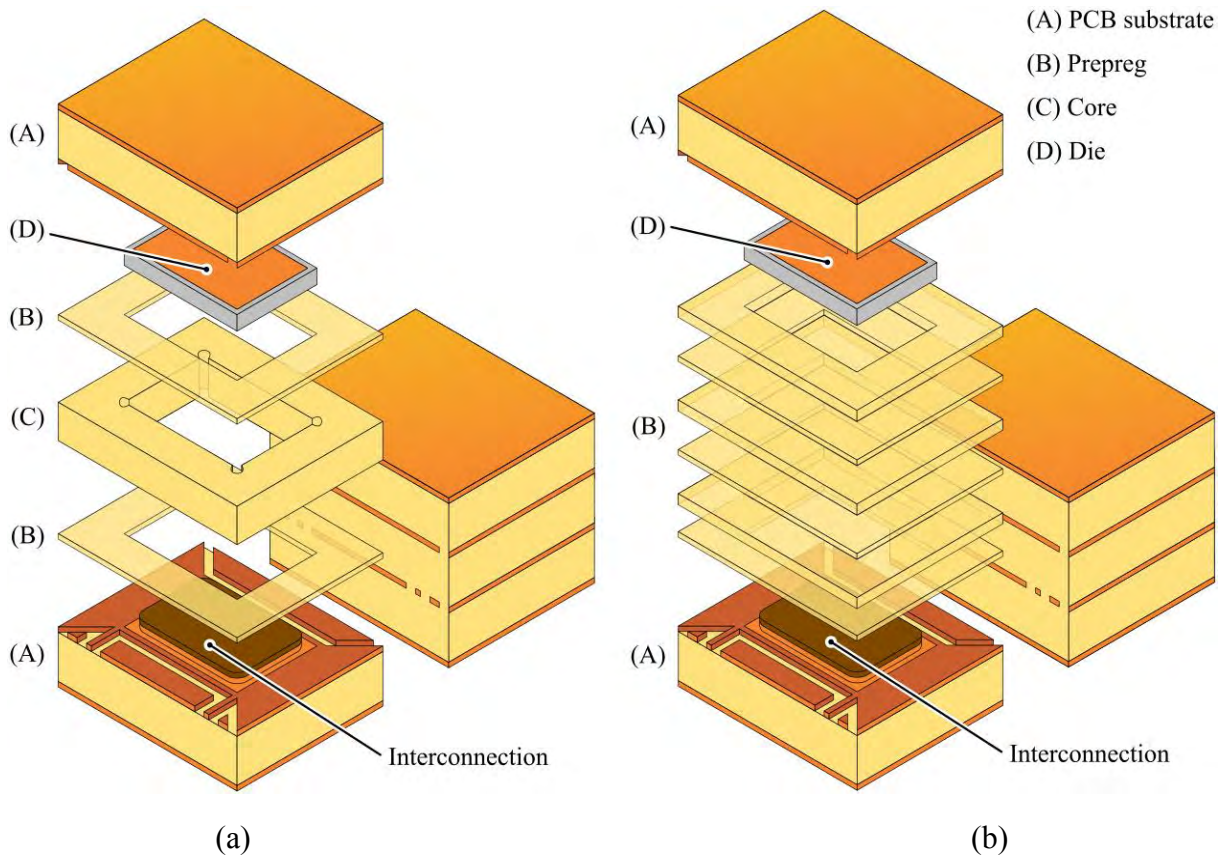 (A) PCB substrate
(B) Prepreg
(C) Core
(D) Die
(A)
(D)
(B)
(C)
(B)
(A)
Interconnection
(a)
(A)
(D)
(B)
(A)
Interconnection
(b)